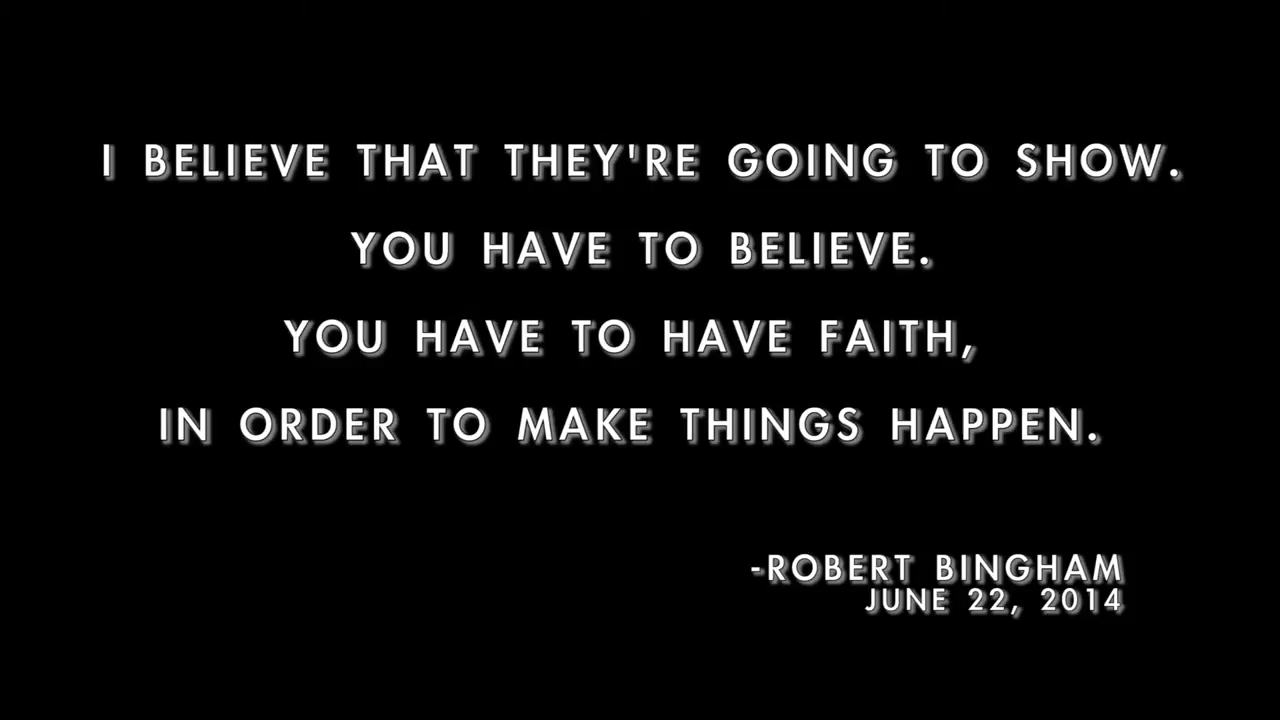 I BELIEVE THAT THEY'RE GOING TO SHOW.
YOU HAVE TO BELIEVE.
YOU HAVE TO HAVE FAITH,
IN ORDER TO MAKE THINGS HAPPEN.
-ROBERT BINGHAM
JUNE 22, 2014